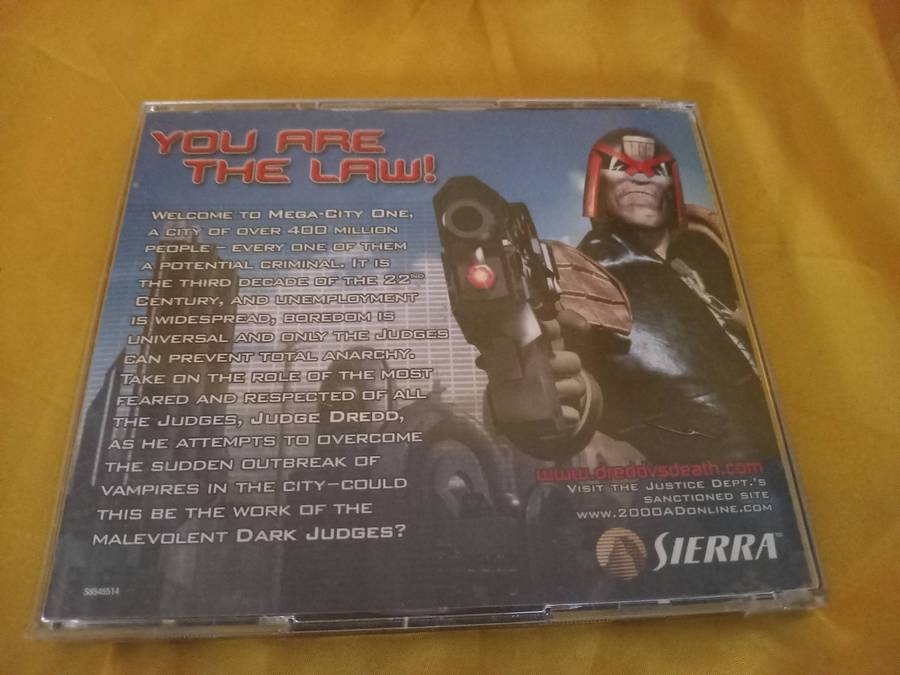 YOU ARE
THE LAW!
WELCOME TO MEGA-CITY ONE,
A CITY OF OVER 400 MILLION
PEOPLE – EVERY ONE OF THEM
A POTENTIAL CRIMINAL. IT IS
THE THIRD DECADE OF THE 22ND
CENTURY, AND UNEMPLOYMENT
IS WIDESPREAD, BOREDOM IS
UNIVERSAL AND ONLY THE JUDGES
CAN PREVENT TOTAL ANARCHY.
TAKE ON THE ROLE OF THE MOST
FEARED AND RESPECTED OF ALL
THE JUDGES, JUDGE DREDD,
AS HE ATTEMPTS TO OVERCOME
THE SUDDEN OUTBREAK OF
VAMPIRES IN THE CITY–COULD
THIS BE THE WORK OF THE
MALEVOLENT DARK JUDGES?
www.dreddvsdeath.com
VISIT THE JUSTICE DEPT.'S
SANCTIONED SITE
WWW.2000ADONLINE.COM
SIERRA™
S8545514